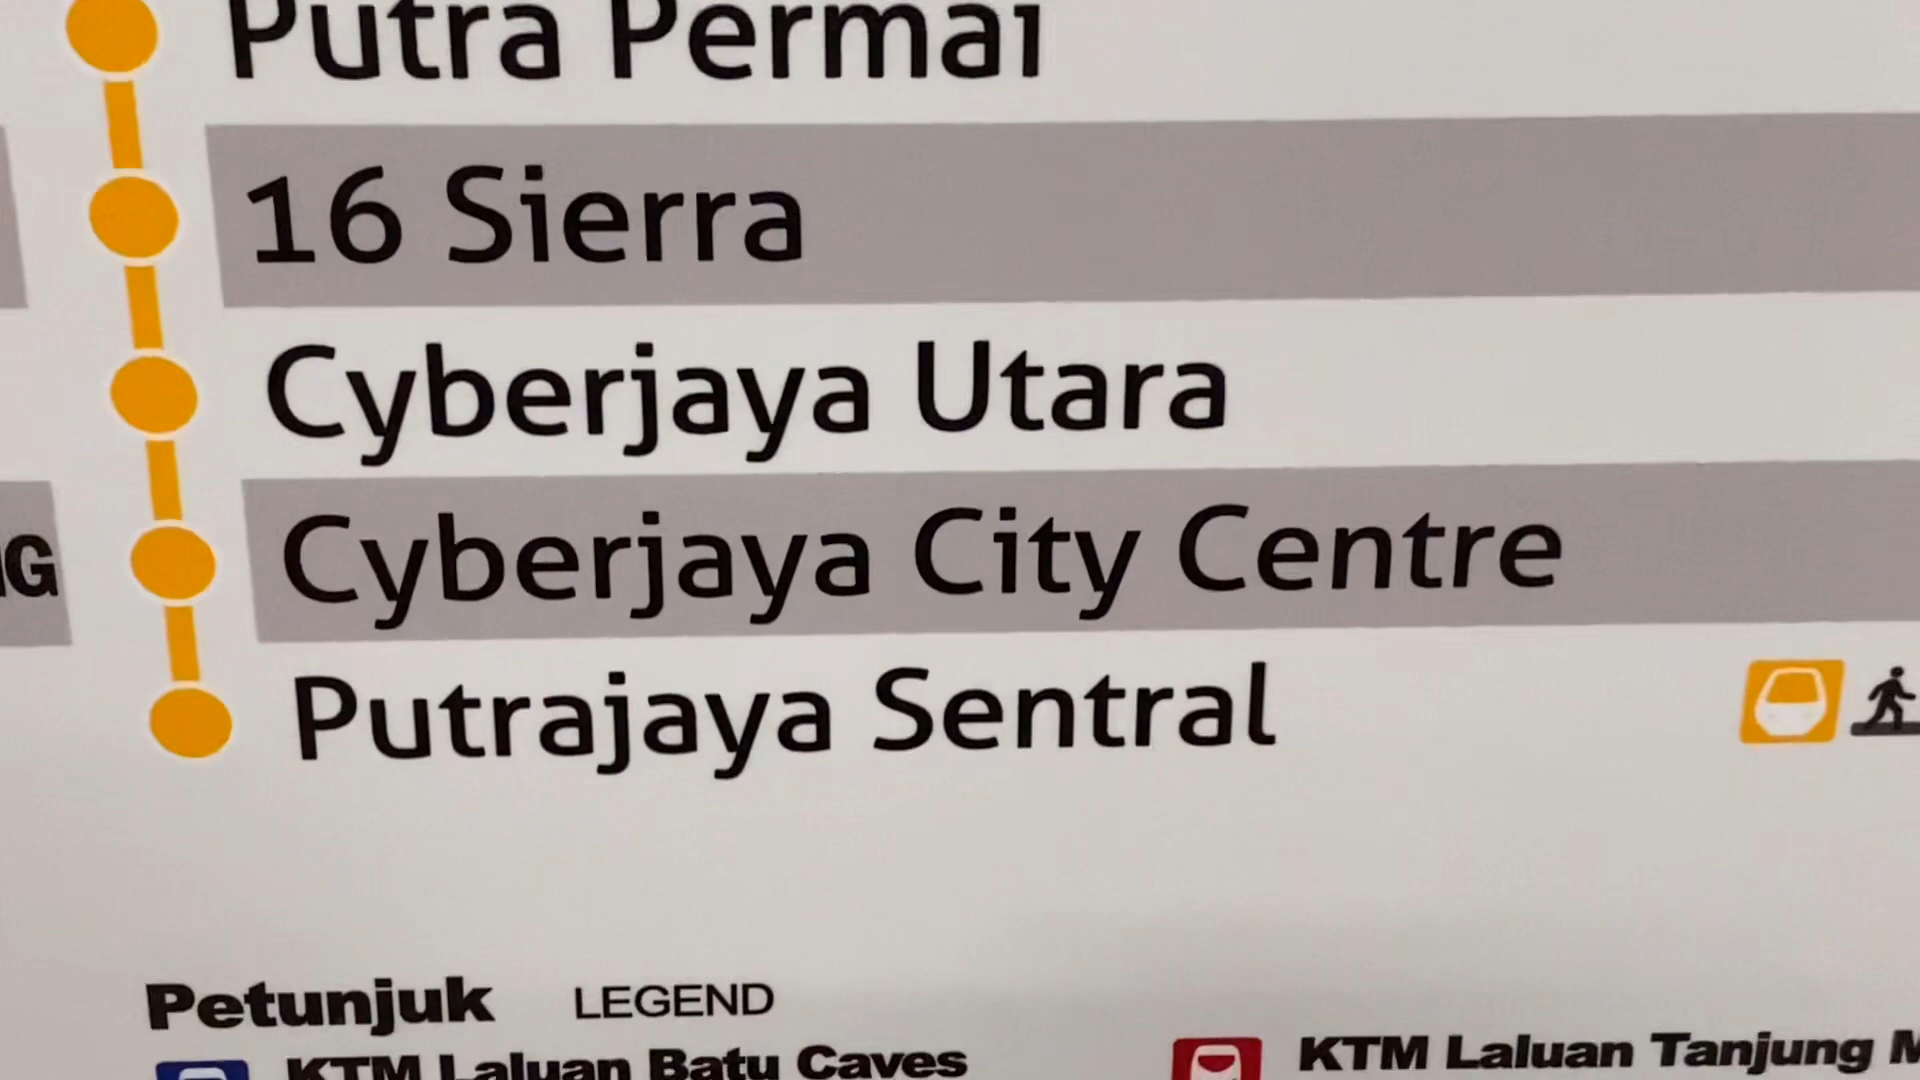 Putra Permai
16 Sierra
Cyberjaya Utara
Cyberjaya City Centre
Putrajaya Sentral
Petunjuk LEGEND
KTM Laluan Batu Caves
KTM Laluan Tanjung